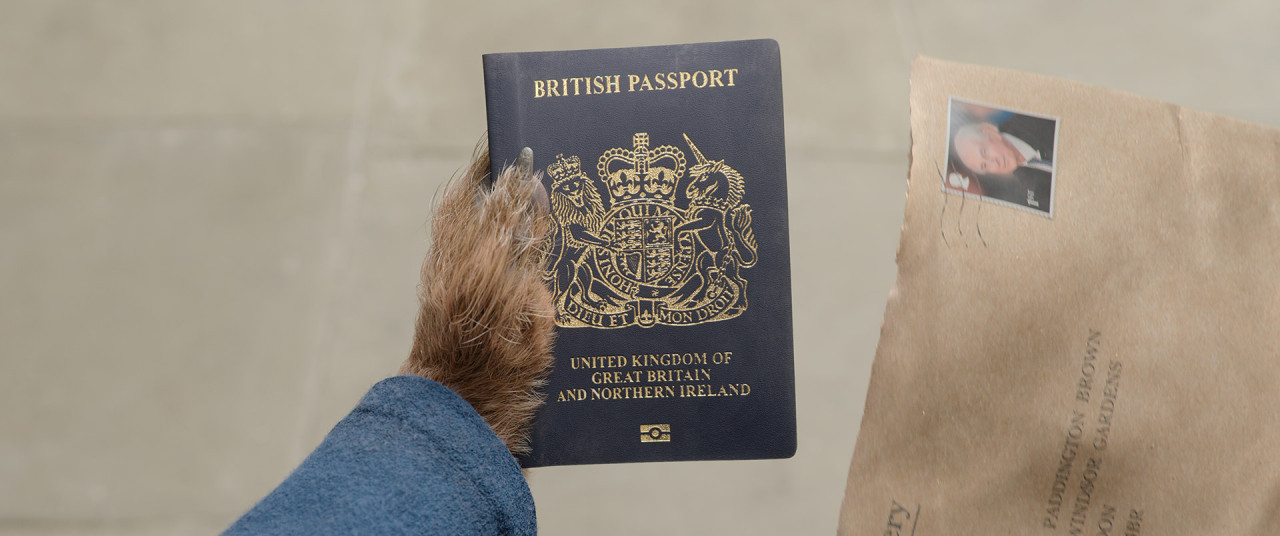 BRITISH PASSPORT
DIEU ET MON DROIT
UNITED KINGDOM OF
GREAT BRITAIN
AND NORTHERN IRELAND
PADDINGTON BROWN
WINDSOR GARDENS